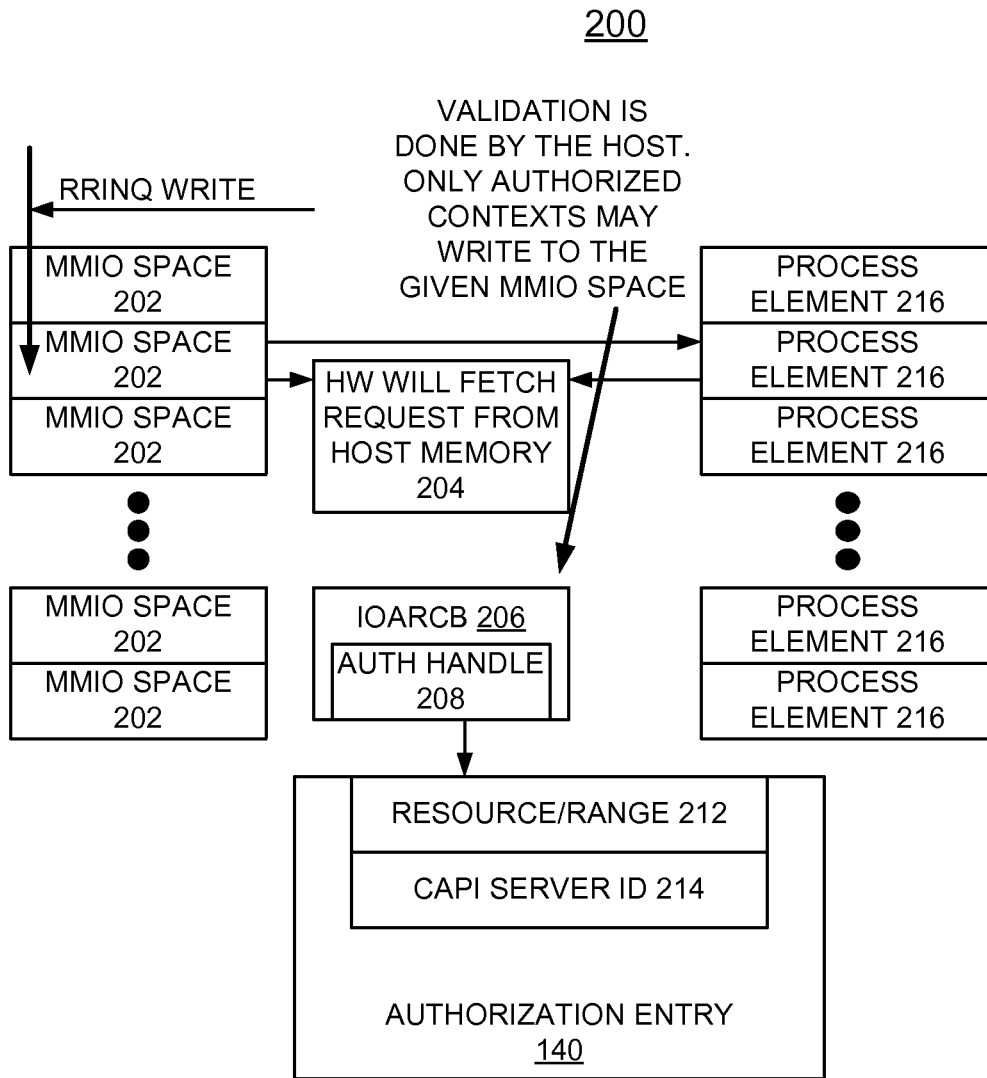 200
VALIDATION IS
DONE BY THE HOST.
ONLY AUTHORIZED
CONTEXTS MAY
WRITE TO THE
GIVEN MMIO SPACE
RRINQ WRITE
MMIO SPACE
202
MMIO SPACE
202
MMIO SPACE
202
MMIO SPACE
202
MMIO SPACE
202
HW WILL FETCH
REQUEST FROM
HOST MEMORY
204
IOARCB 206
AUTH HANDLE
208
PROCESS
ELEMENT 216
PROCESS
ELEMENT 216
PROCESS
ELEMENT 216
PROCESS
ELEMENT 216
PROCESS
ELEMENT 216
RESOURCE/RANGE 212
CAPI SERVER ID 214
AUTHORIZATION ENTRY
140